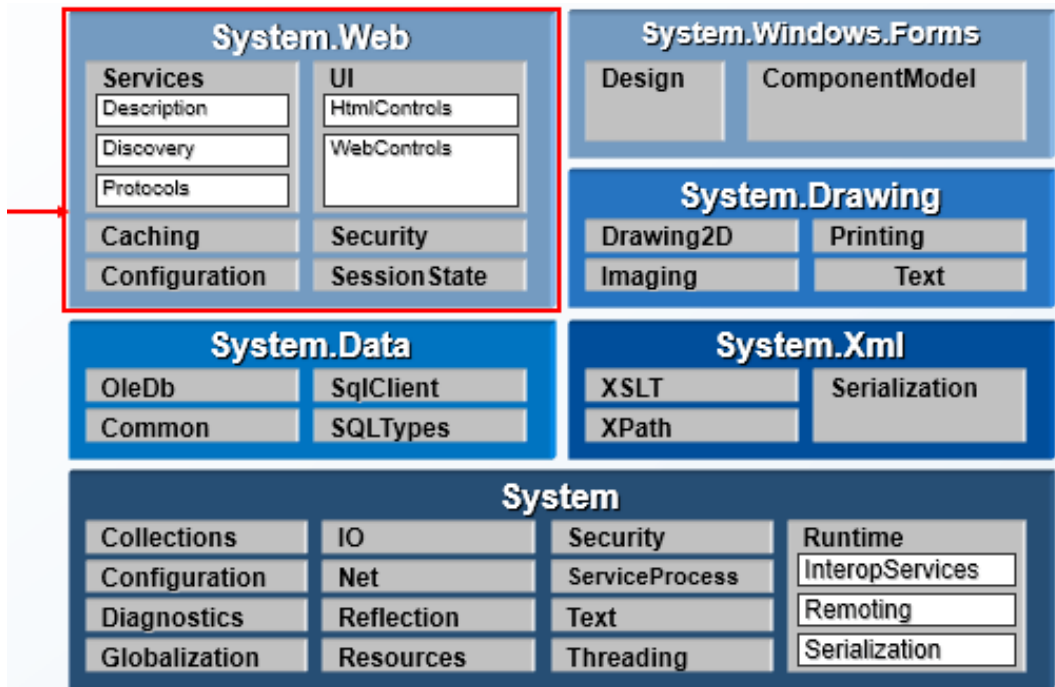 System.Web
Services
Description
Discovery
Protocols
UI
HtmlControls
WebControls
Caching
Security
Configuration
SessionState
System.Windows.Forms
Design
ComponentModel
System.Drawing
Drawing2D
Printing
Imaging
Text
System.Data
OleDb
SqlClient
Common
SQLTypes
System.Xml
XSLT
Serialization
XPath
System
Collections
Configuration
Diagnostics
Globalization
IO
Net
Reflection
Resources
Security
ServiceProcess
Text
Threading
Runtime
InteropServices
Remoting
Serialization